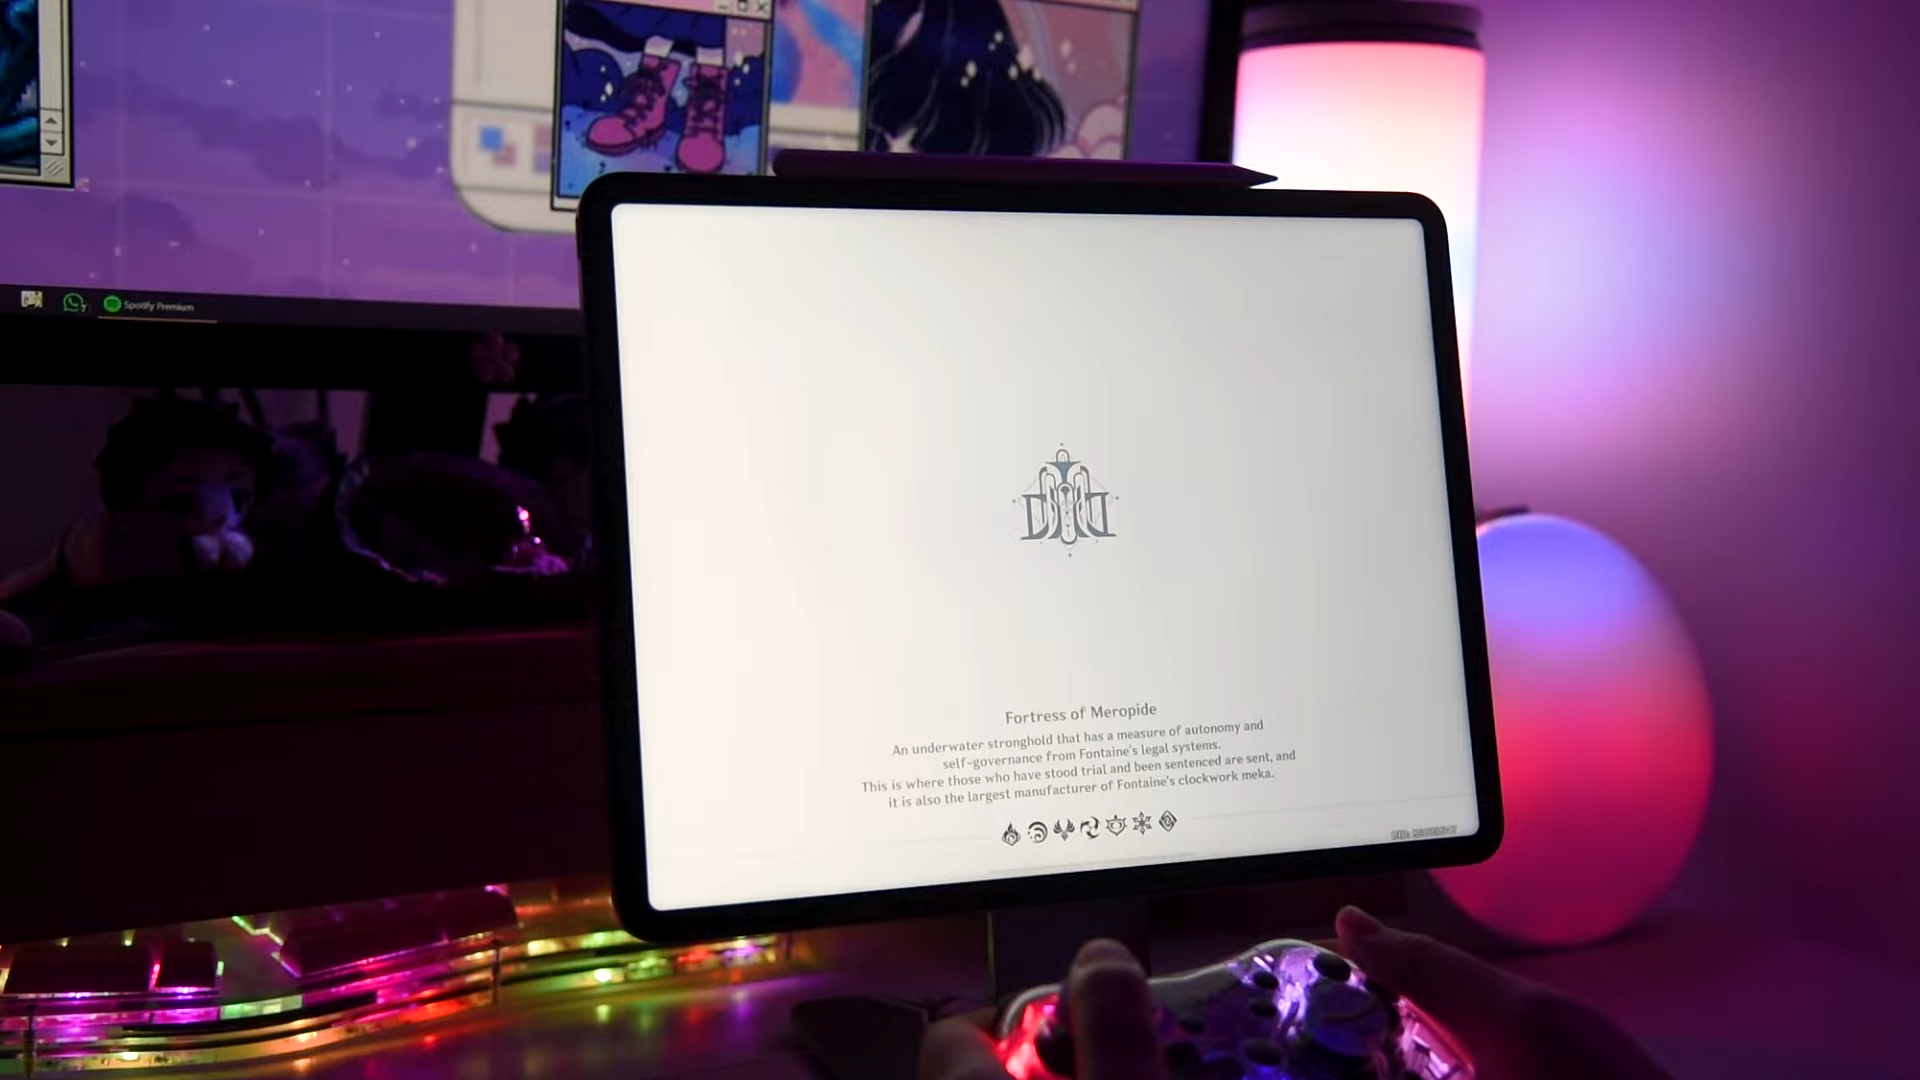 7
Spotify Premium
Fortress of Meropide
An underwater stronghold that has a measure of autonomy and
self-governance from Fontaine's legal systems.
This is where those who have stood trial and been sentenced are sent, and
it is also the largest manufacturer of Fontaine's clockwork meka.